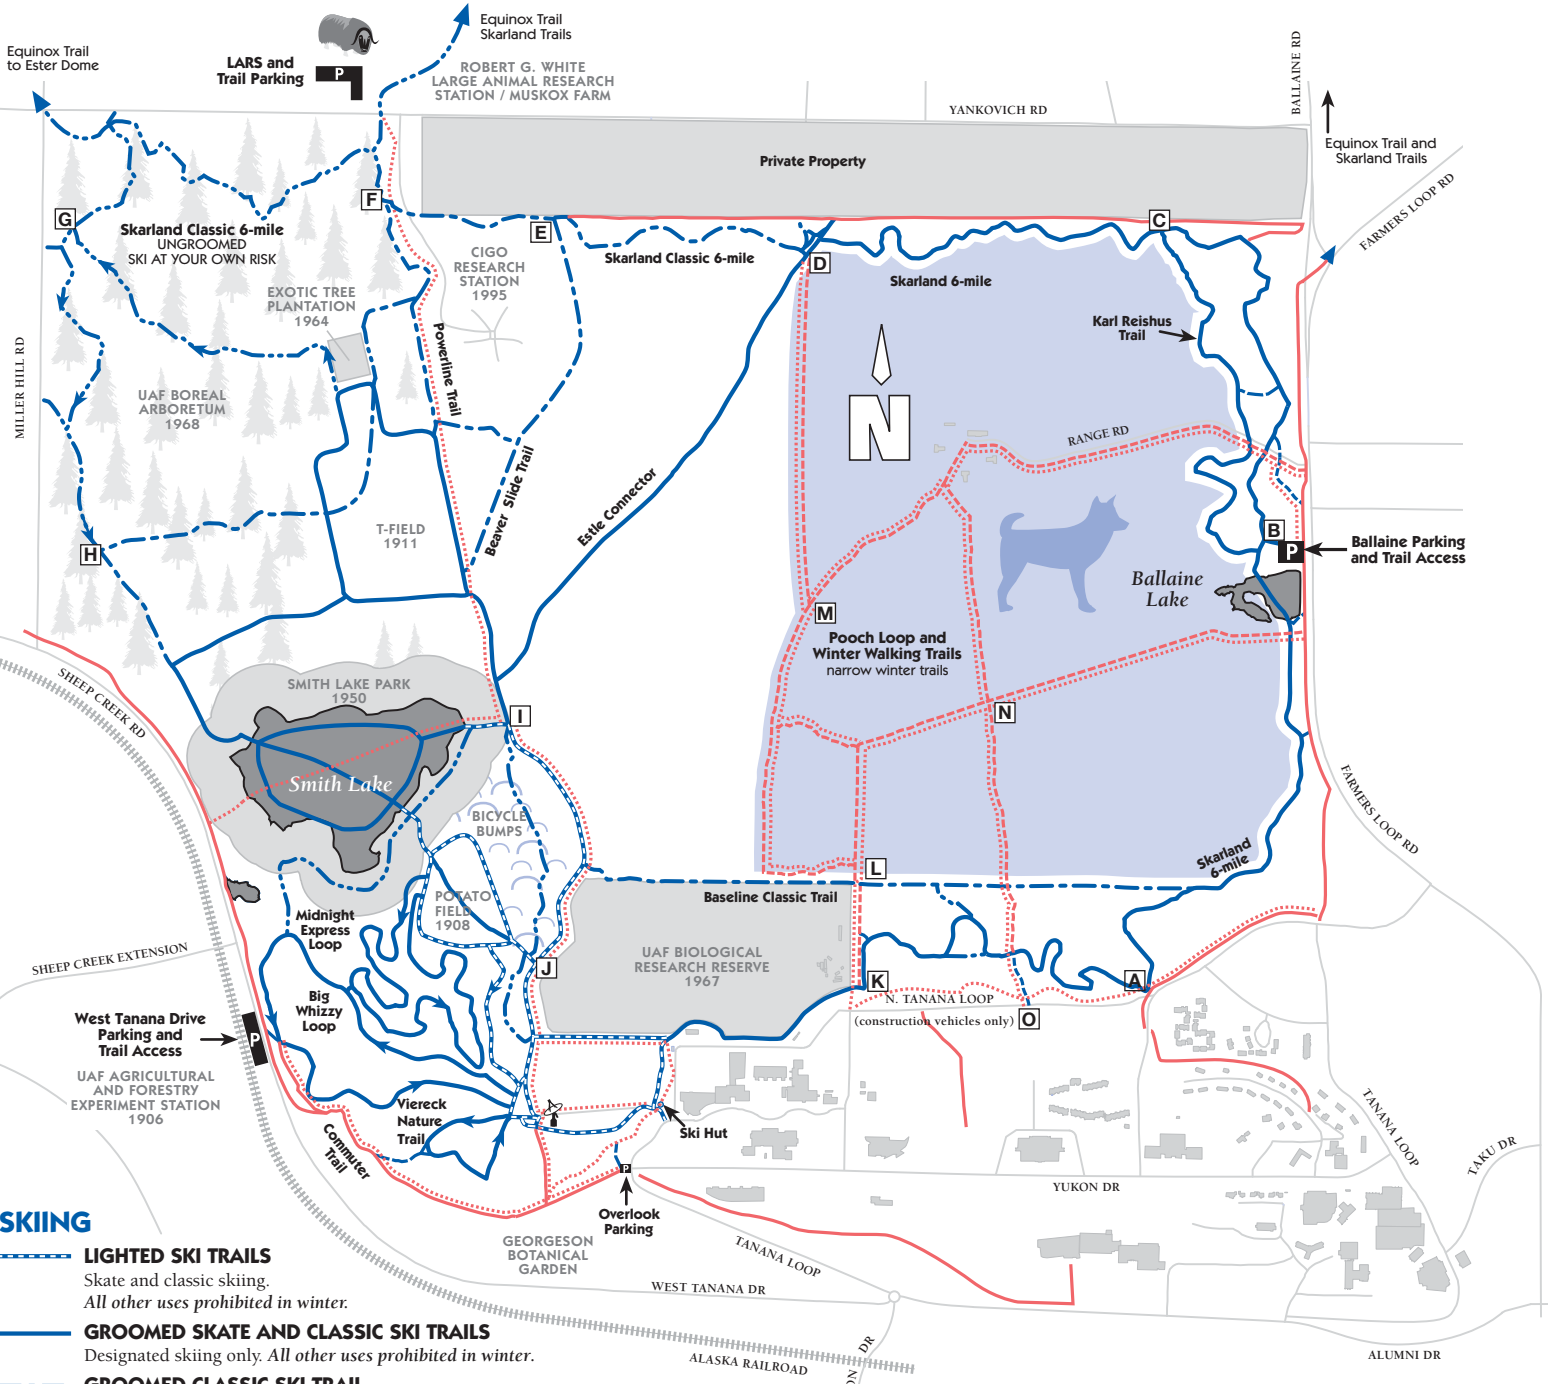 Equinox Trail
to Ester Dome
LARS and
Trail Parking
P
Equinox Trail
Skarland Trails
ROBERT G. WHITE
LARGE ANIMAL RESEARCH
STATION / MUSKOX FARM
YANKOVICH RD
BALLAINE RD
Equinox Trail and
Skarland Trails
FARMERS LOOP RD
Private Property
F
G
E
C
D
Skarland Classic 6-mile
UNGROOMED
SKI AT YOUR OWN RISK
CIGO
RESEARCH
STATION
1995
Skarland Classic 6-mile
Skarland 6-mile
EXOTIC TREE
PLANTATION
1964
Karl Reishus
Trail
Powerline Trail
MILLER HILL RD
UAF BOREAL
ARBORETUM
1968
N
RANGE RD
Beaver Slide Trail
Estle Connector
T-FIELD
1911
H
B
P
Ballaine Parking
and Trail Access
Ballaine
Lake
M
Pooch Loop and
Winter Walking Trails
narrow winter trails
SHEEP CREEK RD
SMITH LAKE PARK
1950
I
N
Smith Lake
BICYCLE
BUMPS
FARMERS LOOP RD
Skarland
6-mile
L
Baseline Classic Trail
POTATO
FIELD
1908
Midnight
Express
Loop
SHEEP CREEK EXTENSION
UAF BIOLOGICAL
RESEARCH RESERVE
1967
J
K
A
N. TANANA LOOP
(construction vehicles only)
O
Big
Whizzy
Loop
West Tanana Drive
Parking and
Trail Access
P
UAF AGRICULTURAL
AND FORESTRY
EXPERIMENT STATION
1906
Viereck
Nature
Trail
Commuter
Trail
Ski Hut
P
Overlook
Parking
TANANA LOOP
TAKU DR
YUKON DR
GEORGESON
BOTANICAL
GARDEN
TANANA LOOP
WEST TANANA DR
ALASKA RAILROAD
DR
ON
ALUMNI DR
SKIING
LIGHTED SKI TRAILS
Skate and classic skiing.
All other uses prohibited in winter.
GROOMED SKATE AND CLASSIC SKI TRAILS
Designated skiing only. All other uses prohibited in winter.
GROOMED CLASSIC SKI TRAIL